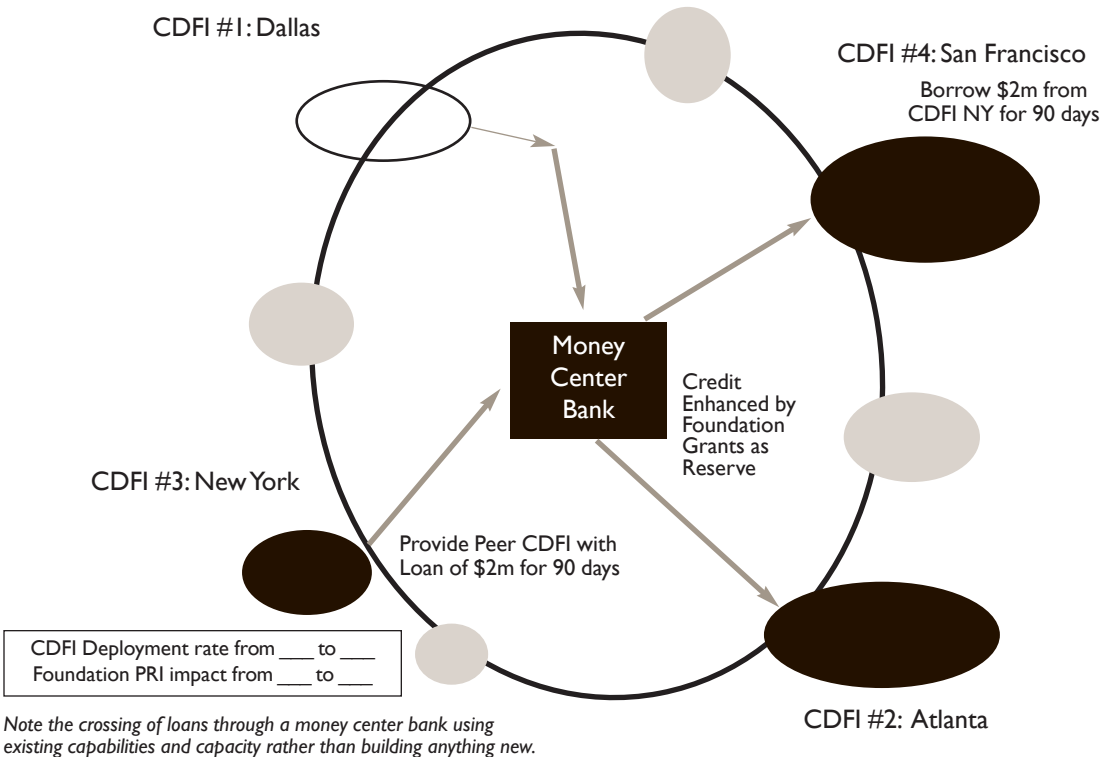 CDFI #1: Dallas
CDFI #4: San Francisco
Borrow $2m from
CDFI NY for 90 days
Money
Center
Bank
Credit
Enhanced by
Foundation
Grants as
Reserve
CDFI #3: New York
Provide Peer CDFI with
Loan of $2m for 90 days
CDFI Deployment rate from ___ to ___
Foundation PRI impact from ___ to ___
CDFI #2: Atlanta
Note the crossing of loans through a money center bank using
existing capabilities and capacity rather than building anything new.